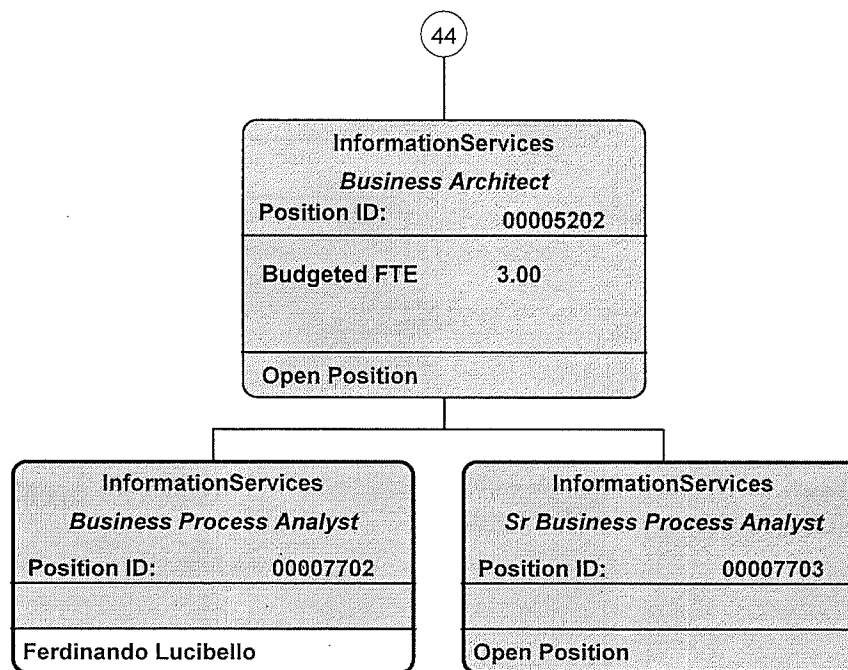 44
InformationServices
Business Architect
Position ID: 00005202
Budgeted FTE 3.00
Open Position
InformationServices
Business Process Analyst
Position ID: 00007702
Ferdinando Lucibello
InformationServices
Sr Business Process Analyst
Position ID: 00007703
Open Position